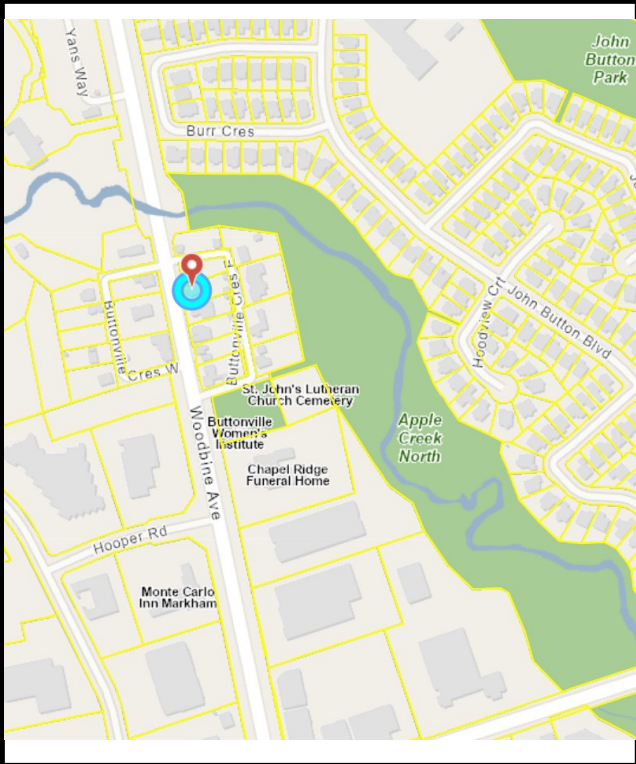 Yans Way
John
Button
Park
Burr Cres
Hoodview Crt
John Button Blvd
Buttonville
Cres W
Buttonville Cres E
St. John's Lutheran
Church Cemetery
Woodbine Ave
Buttonville
Women's
Institute
Apple
Creek
North
Chapel Ridge
Funeral Home
Hooper Rd
Monte Carlo
Inn Markham